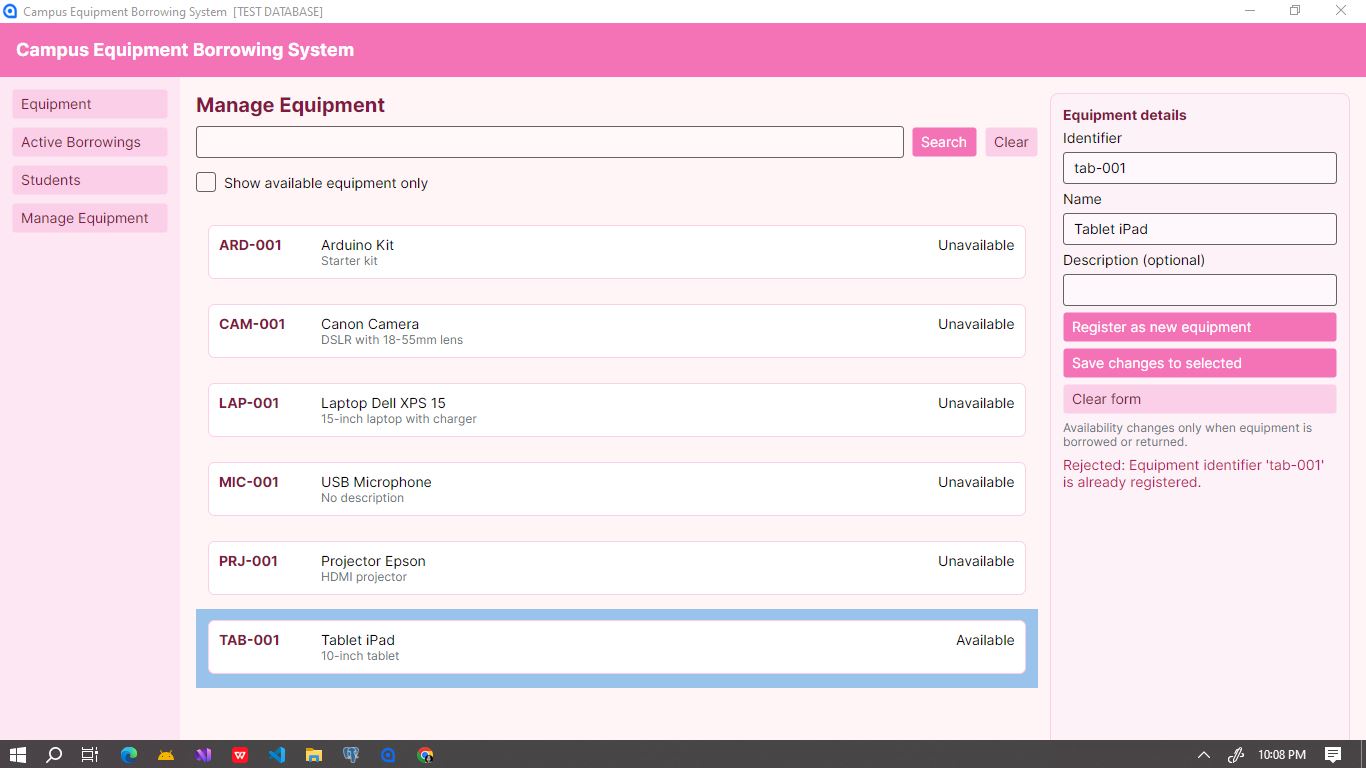 Campus Equipment Borrowing System [TEST DATABASE]
Campus Equipment Borrowing System
Equipment
Active Borrowings
Students
Manage Equipment
Manage Equipment
Search
Clear
Show available equipment only
ARD-001 Arduino Kit Unavailable
Starter kit
CAM-001 Canon Camera Unavailable
DSLR with 18-55mm lens
LAP-001 Laptop Dell XPS 15 Unavailable
15-inch laptop with charger
MIC-001 USB Microphone Unavailable
No description
PRJ-001 Projector Epson Unavailable
HDMI projector
TAB-001 Tablet iPad Available
10-inch tablet
Equipment details
Identifier
tab-001
Name
Tablet iPad
Description (optional)
Register as new equipment
Save changes to selected
Clear form
Availability changes only when equipment is
borrowed or returned.
Rejected: Equipment identifier 'tab-001'
is already registered.
10:08 PM